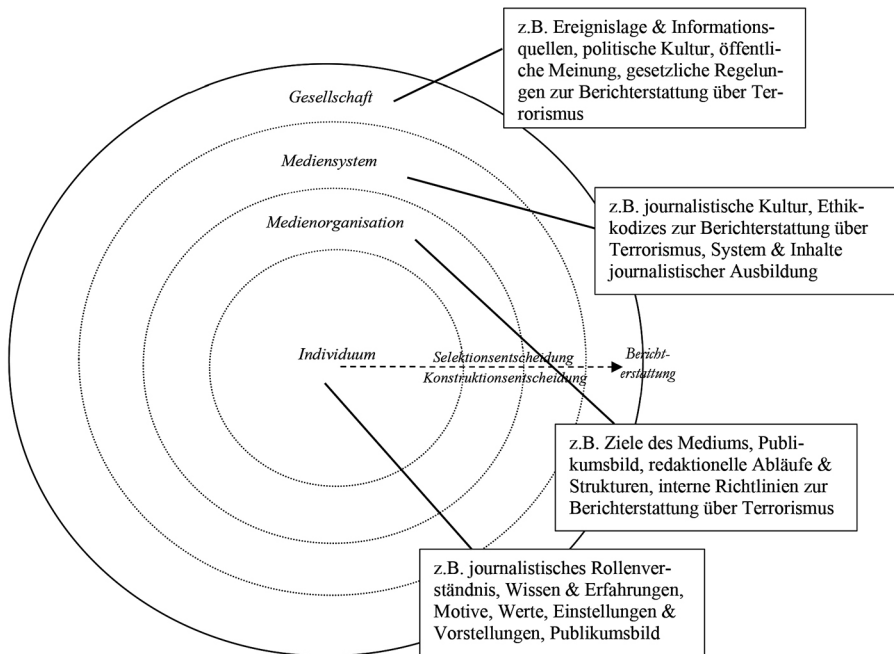 z.B. Ereignislage & Informations-
quellen, politische Kultur, öffent-
liche Meinung, gesetzliche Regelun-
gen zur Berichterstattung über Ter-
rorismus
Gesellschaft
Mediensystem
z.B. journalistische Kultur, Ethik-
kodizes zur Berichterstattung über
Terrorismus, System & Inhalte
journalistischer Ausbildung
Medienorganisation
Individuum
Selektionsentscheidung
Konstruktionsentscheidung
Bericht-
erstattung
z.B. Ziele des Mediums, Publi-
kumsbild, redaktionelle Abläufe &
Strukturen, interne Richtlinien zur
Berichterstattung über Terrorismus
z.B. journalistisches Rollenver-
ständnis, Wissen & Erfahrungen,
Motive, Werte, Einstellungen &
Vorstellungen, Publikumsbild